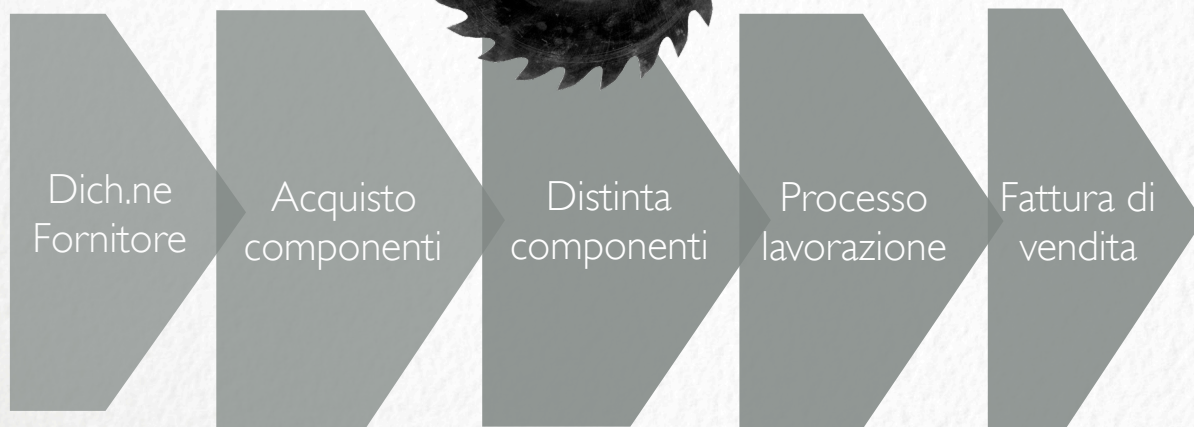 Dich.ne
Fornitore
Acquisto
componenti
Distinta
componenti
Processo
lavorazione
Fattura di
vendita